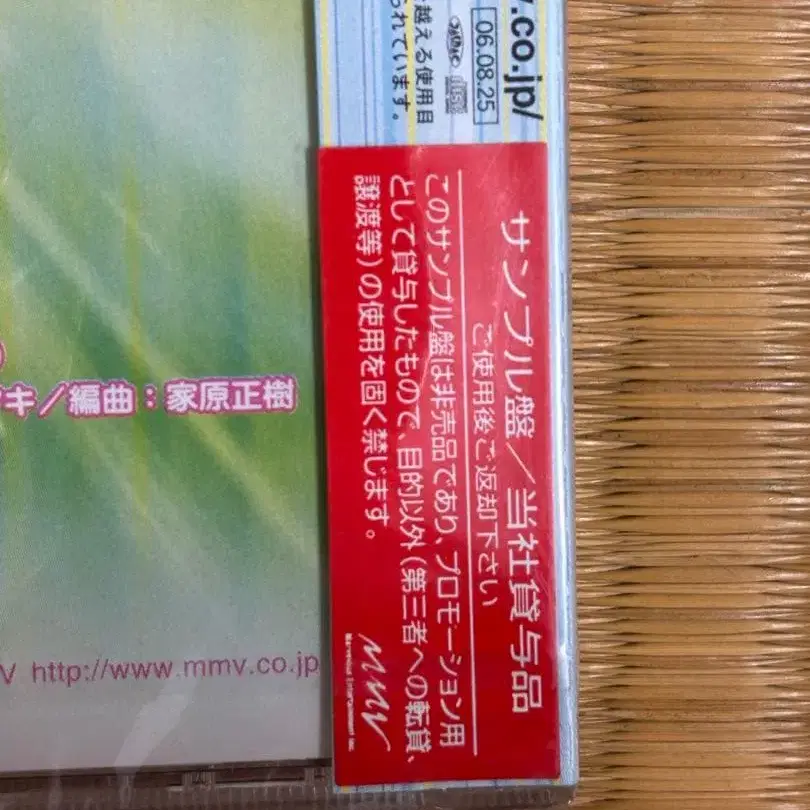 サンプル盤/当社貸与品
ご使用後ご返却下さい
このサンプル盤は非売品であり、プロモーション用
として貸与したもので、目的以外(第三者への転貸、
譲渡等)の使用を固く禁じます。
mmv
Marvelous Entertainment Inc.
.co.jp/
06.08.25
越える使用目
られています。
キ/編曲:家原正樹
V http://www.mmv.co.jp